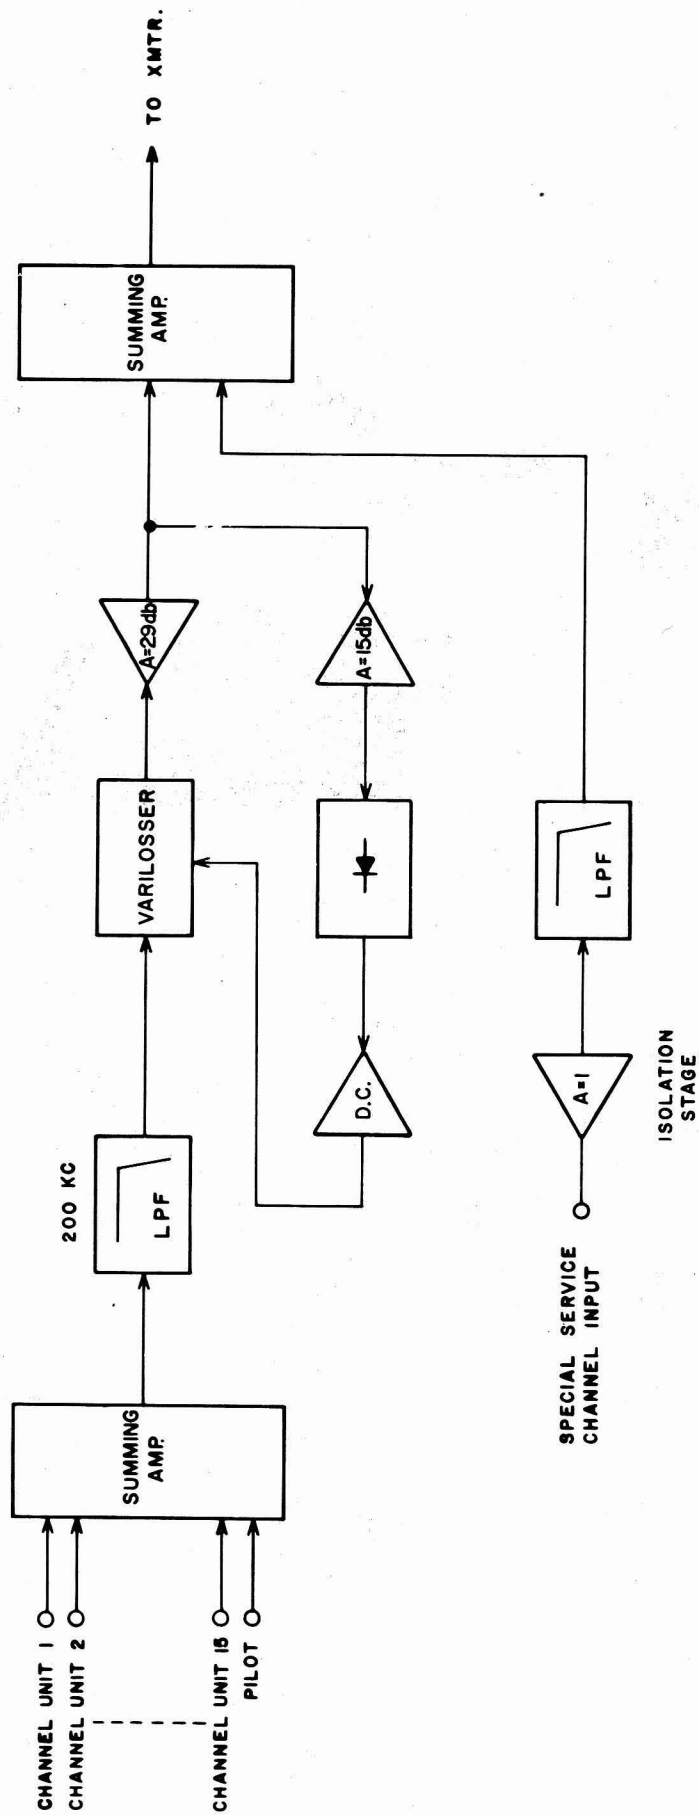 CHANNEL UNIT 1
CHANNEL UNIT 2
CHANNEL UNIT 15
PILOT
SUMMING
AMP.
200 KC
LPF
VARILOSSER
A=29db
SUMMING
AMP.
TO XMTR.
D.C.
A=15db
SPECIAL SERVICE
CHANNEL INPUT
A=1
ISOLATION
STAGE
LPF